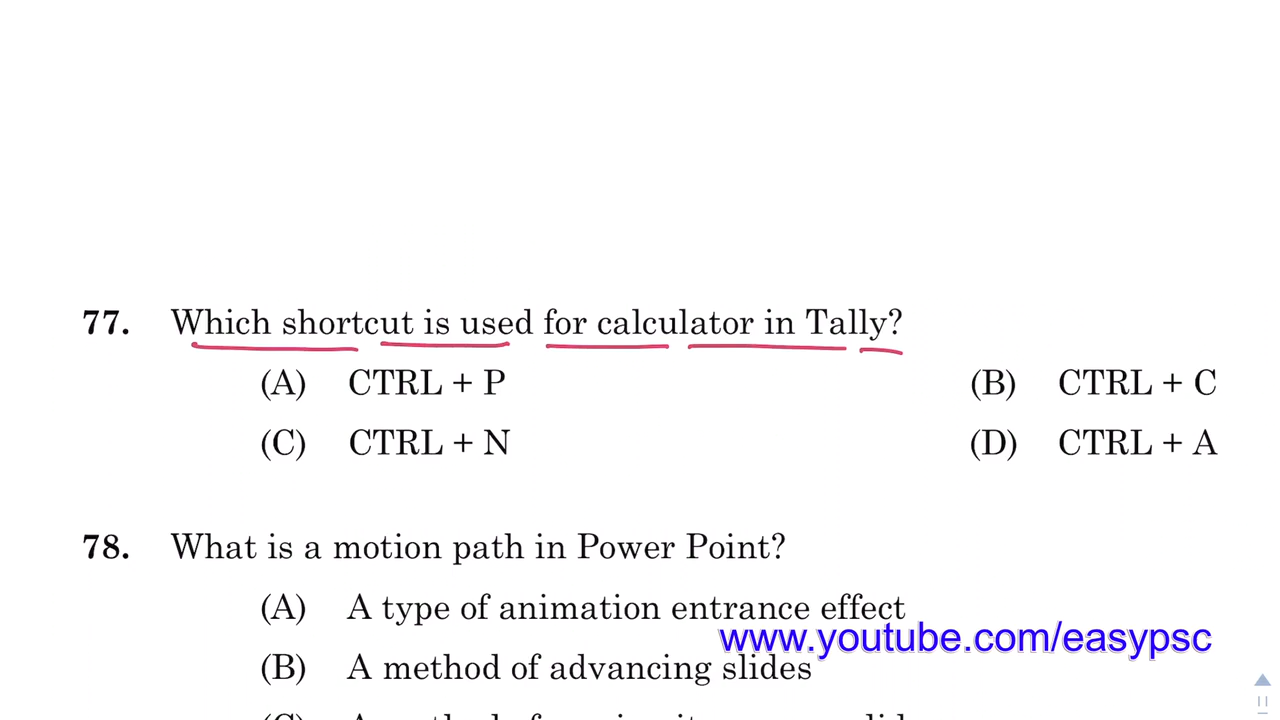 77. Which shortcut is used for calculator in Tally?
(A) CTRL + P (B) CTRL + C
(C) CTRL + N (D) CTRL + A
78. What is a motion path in Power Point?
(A) A type of animation entrance effect
www.youtube.com/easypsc
(B) A method of advancing slides